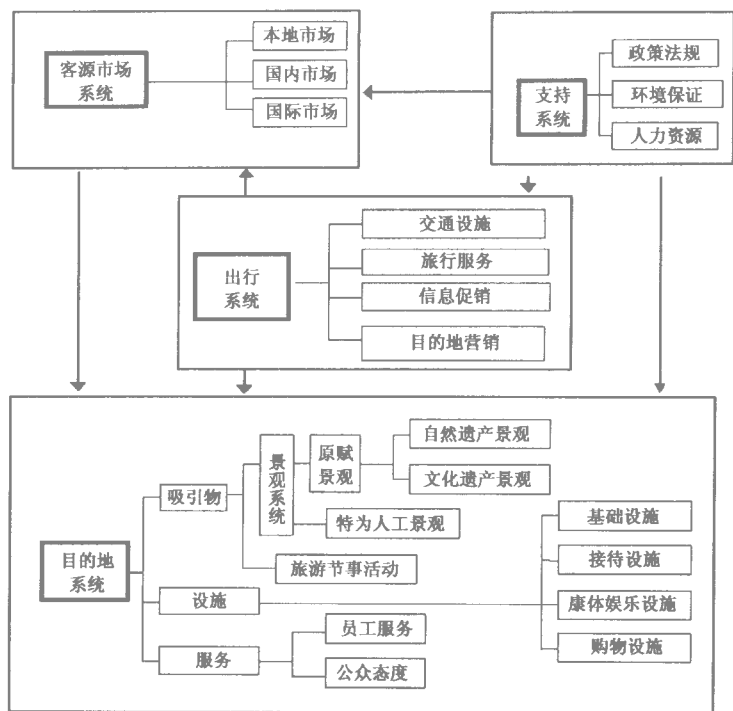 客源市场
系统
本地市场
国内市场
国际市场
支持
系统
政策法规
环境保证
人力资源
出行
系统
交通设施
旅行服务
信息促销
目的地营销
目的地
系统
吸引物
景观系统
原赋
景观
自然遗产景观
文化遗产景观
特为人工景观
旅游节事活动
设施
基础设施
接待设施
康体娱乐设施
购物设施
服务
员工服务
公众态度